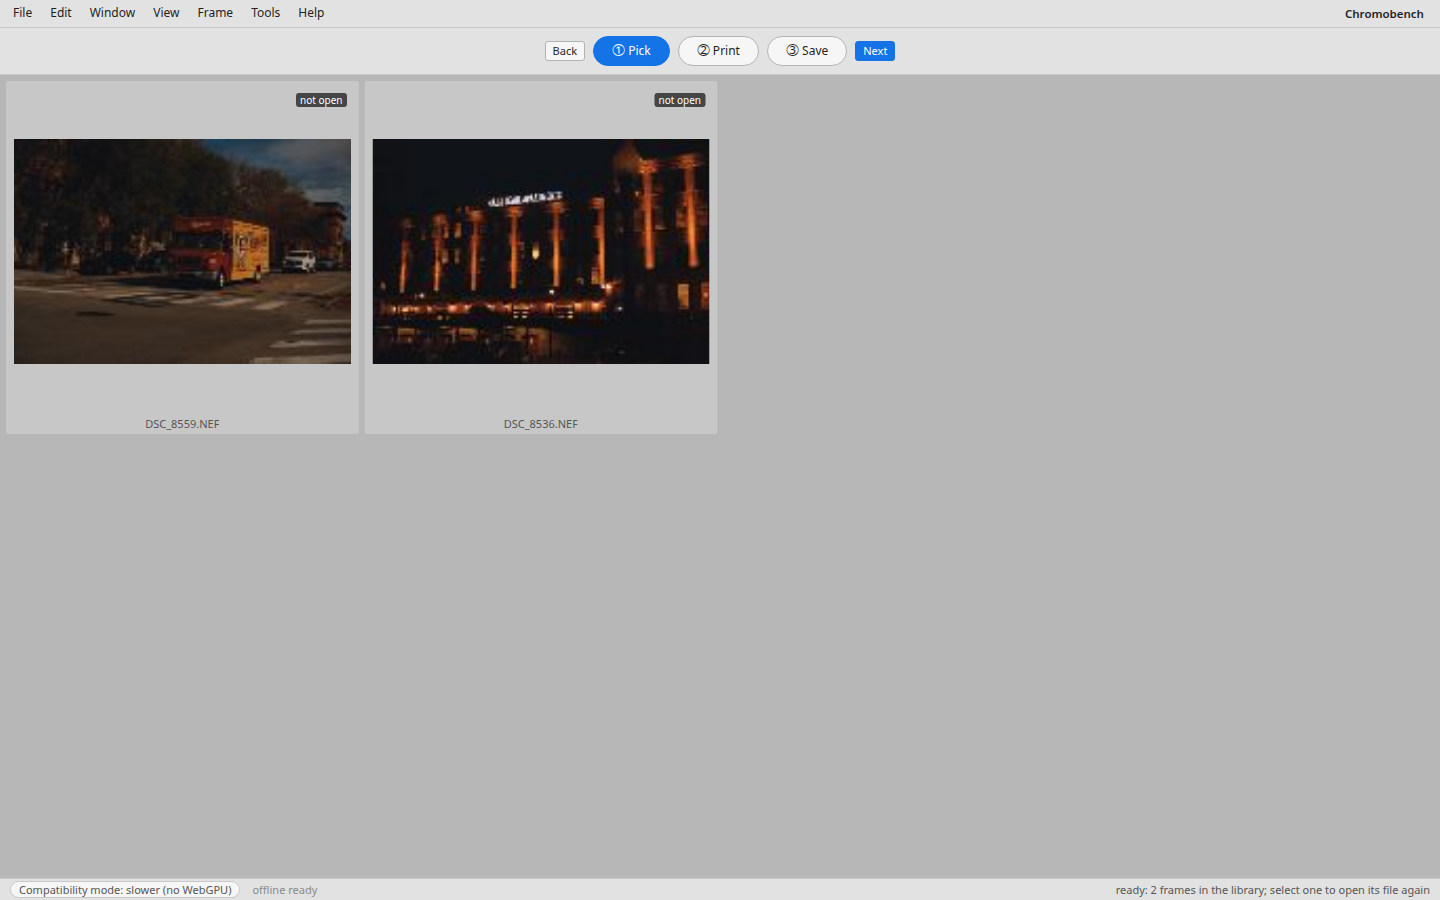 File Edit Window View Frame Tools Help Chromobench
Back ① Pick ② Print ③ Save Next
not open
not open
DSC_8559.NEF
DSC_8536.NEF
Compatibility mode: slower (no WebGPU) offline ready ready: 2 frames in the library; select one to open its file again